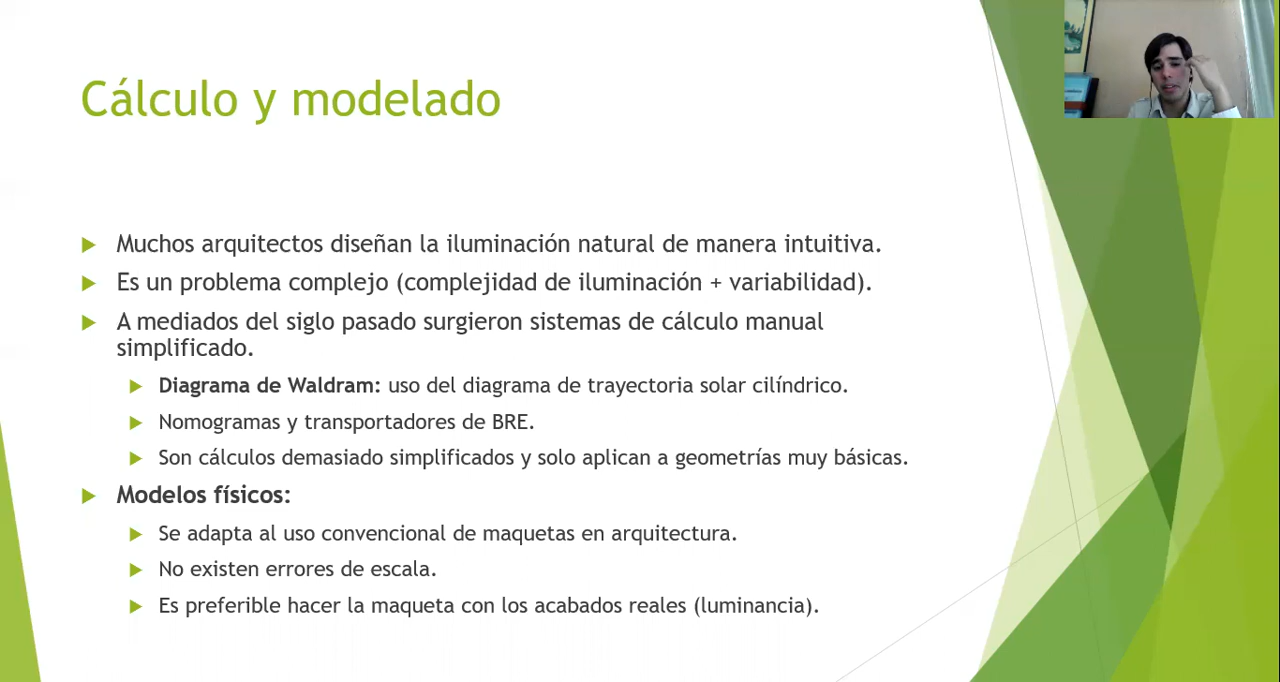 Cálculo y modelado
Muchos arquitectos diseñan la iluminación natural de manera intuitiva.
Es un problema complejo (complejidad de iluminación + variabilidad).
A mediados del siglo pasado surgieron sistemas de cálculo manual
simplificado.
Diagrama de Waldram: uso del diagrama de trayectoria solar cilíndrico.
Nomogramas y transportadores de BRE.
Son cálculos demasiado simplificados y solo aplican a geometrías muy básicas.
Modelos físicos:
Se adapta al uso convencional de maquetas en arquitectura.
No existen errores de escala.
Es preferible hacer la maqueta con los acabados reales (luminancia).